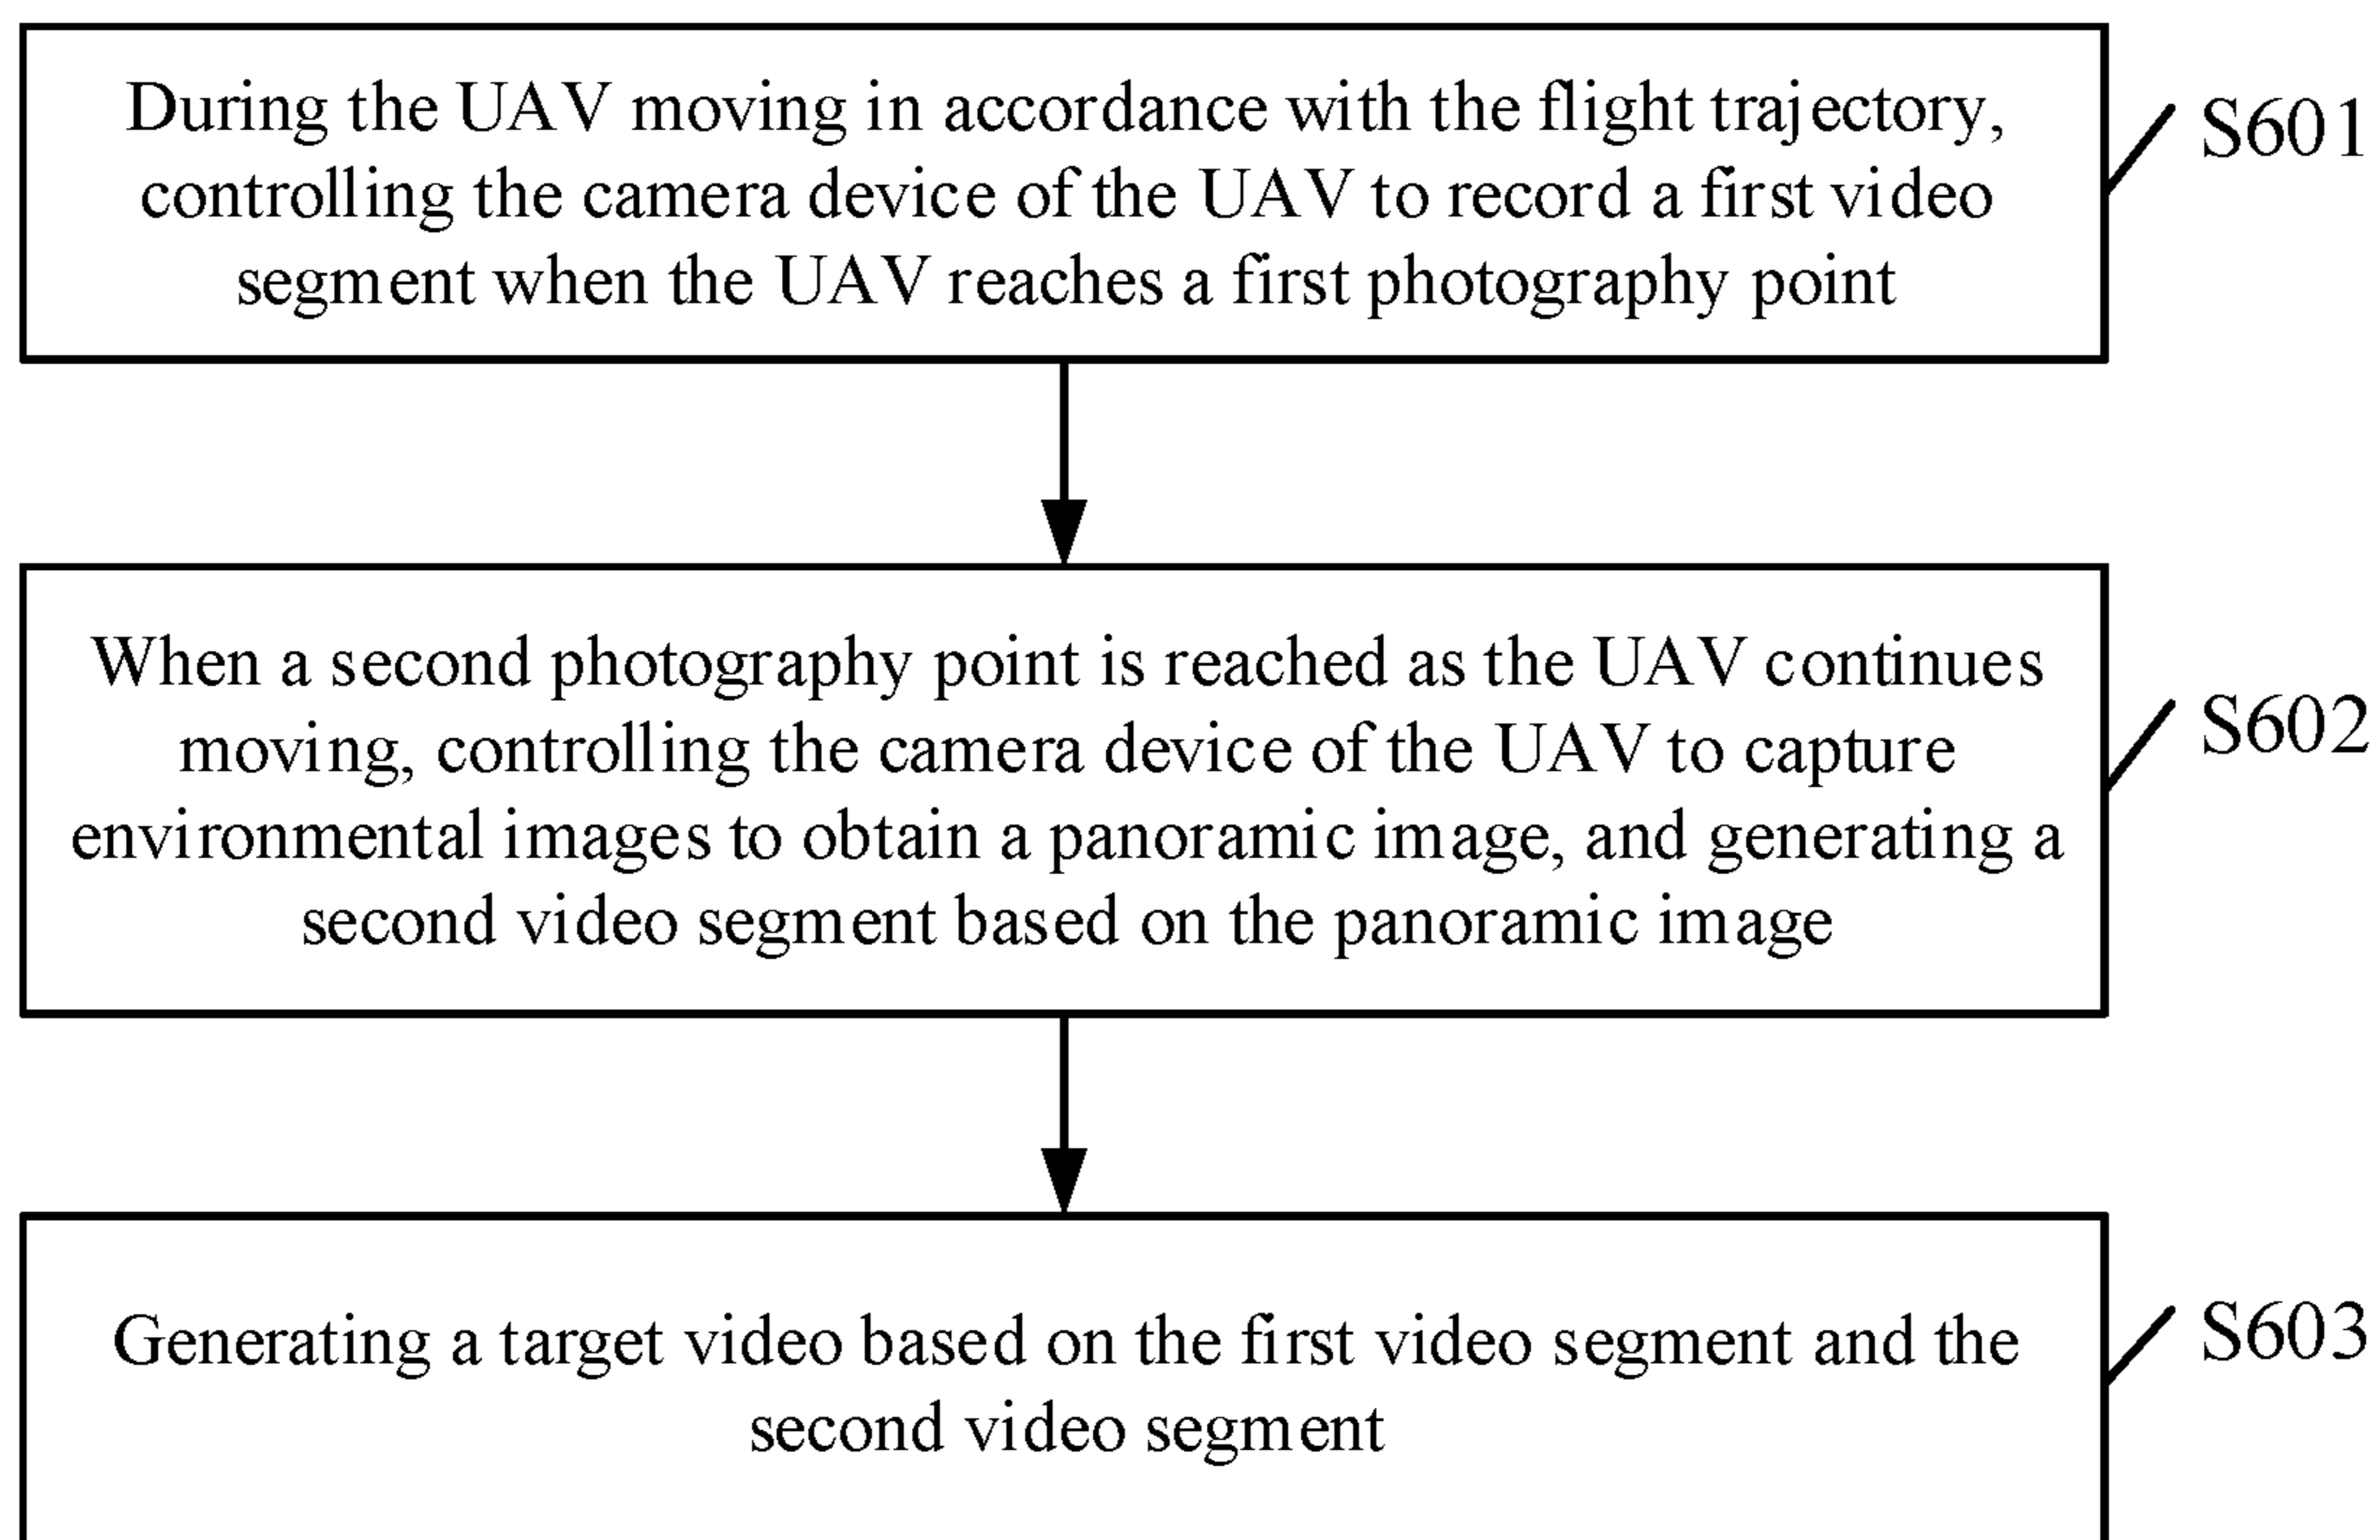 During the UAV moving in accordance with the flight trajectory,
controlling the camera device of the UAV to record a first video
segment when the UAV reaches a first photography point
S601
When a second photography point is reached as the UAV continues
moving, controlling the camera device of the UAV to capture
environmental images to obtain a panoramic image, and generating a
second video segment based on the panoramic image
S602
Generating a target video based on the first video segment and the
second video segment
S603